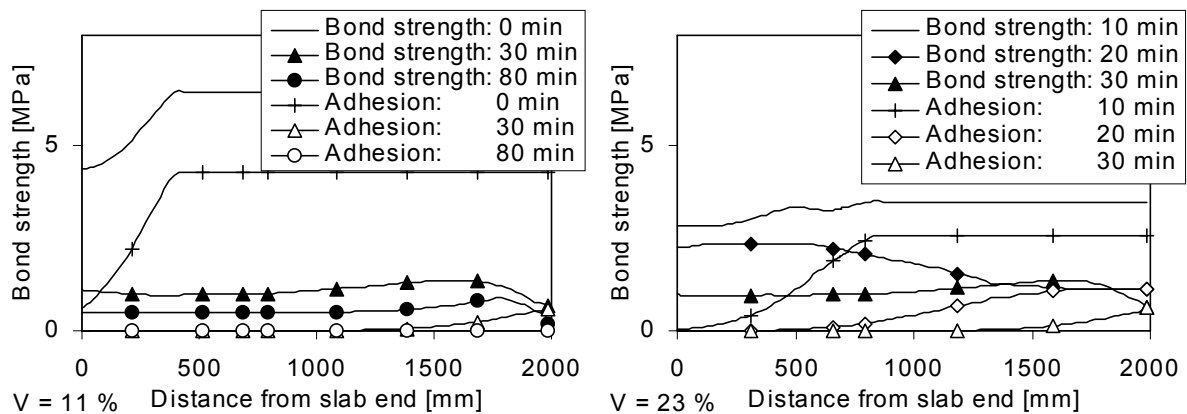 Bond strength: 0 min
Bond strength: 30 min
Bond strength: 80 min
Adhesion: 0 min
Adhesion: 30 min
Adhesion: 80 min
Bond strength [MPa]
5
0
0 500 1000 1500 2000
V = 11 % Distance from slab end [mm]
Bond strength: 10 min
Bond strength: 20 min
Bond strength: 30 min
Adhesion: 10 min
Adhesion: 20 min
Adhesion: 30 min
Bond strength [MPa]
5
0
0 500 1000 1500 2000
V = 23 % Distance from slab end [mm]